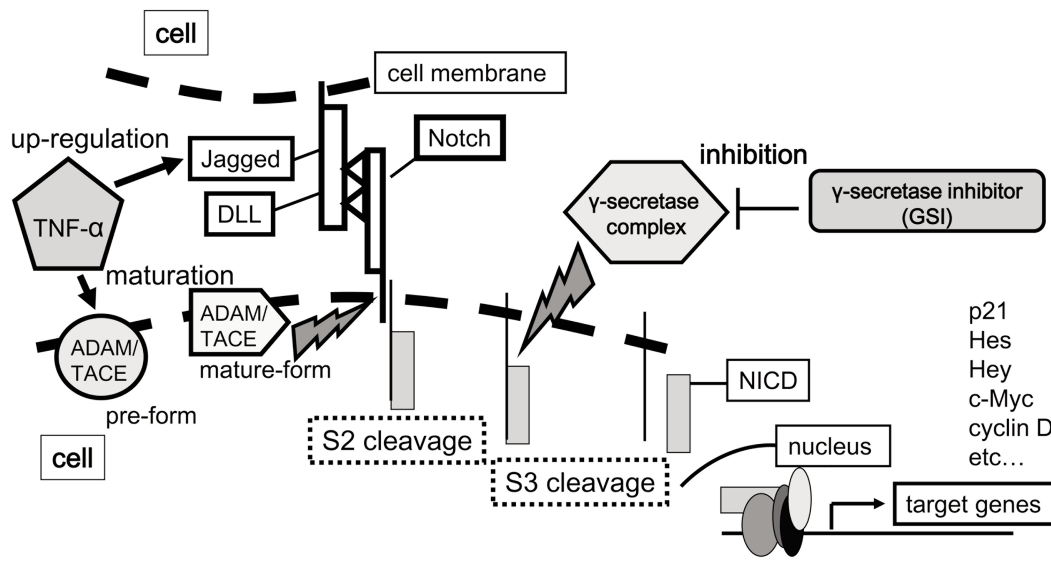 cell
cell membrane
up-regulation
Jagged
Notch
DLL
TNF-α
inhibition
γ-secretase
complex
γ-secretase inhibitor
(GSI)
maturation
ADAM/
TACE
pre-form
ADAM/
TACE
mature-form
cell
S2 cleavage
S3 cleavage
NICD
nucleus
p21
Hes
Hey
c-Myc
cyclin D
etc…
target genes